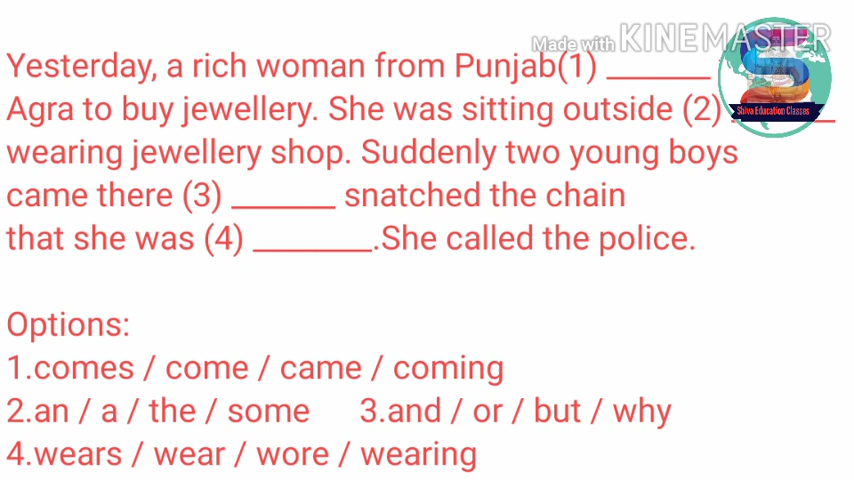 Made with KINEMASTER
Yesterday, a rich woman from Punjab(1) _______
Agra to buy jewellery. She was sitting outside (2) _______
Shiva Education Classes
wearing jewellery shop. Suddenly two young boys
came there (3) _______ snatched the chain
that she was (4) ________.She called the police.
Options:
1.comes / come / came / coming
2.an / a / the / some 3.and / or / but / why
4.wears / wear / wore / wearing